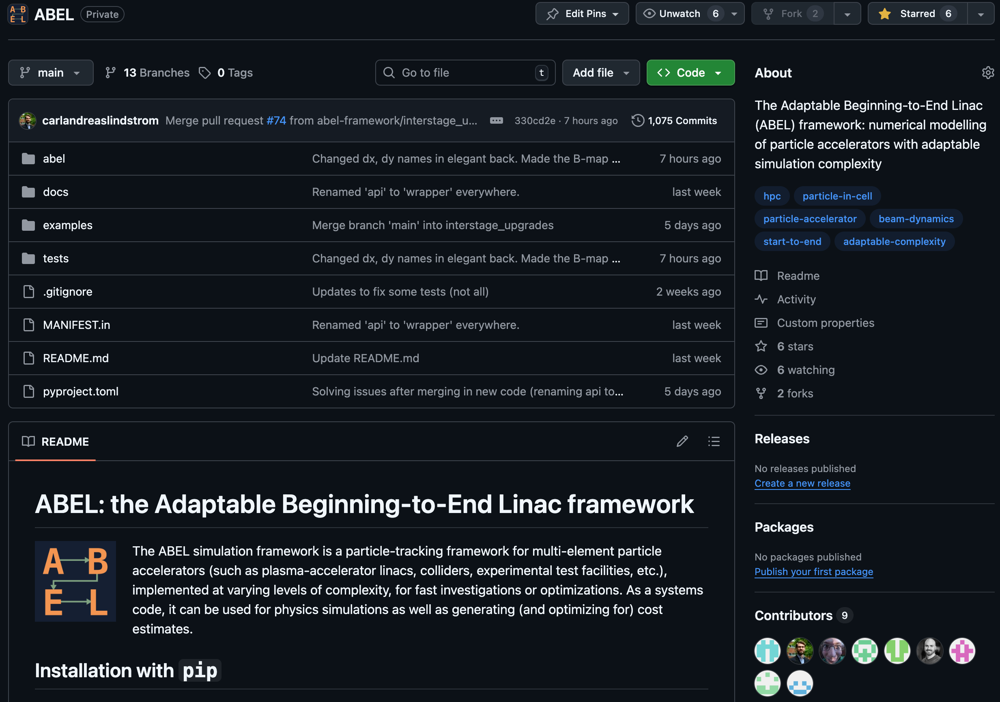 ABEL Private Edit Pins Unwatch 6 Fork 2 Starred 6
main 13 Branches 0 Tags Go to file t Add file Code
carlandreaslindstrom Merge pull request #74 from abel-framework/interstage_u... 330cd2e · 7 hours ago 1,075 Commits
abel Changed dx, dy names in elegant back. Made the B-map ... 7 hours ago
docs Renamed 'api' to 'wrapper' everywhere. last week
examples Merge branch 'main' into interstage_upgrades 5 days ago
tests Changed dx, dy names in elegant back. Made the B-map ... 7 hours ago
.gitignore Updates to fix some tests (not all) 2 weeks ago
MANIFEST.in Renamed 'api' to 'wrapper' everywhere. last week
README.md Update README.md last week
pyproject.toml Solving issues after merging in new code (renaming api to... 5 days ago
README
ABEL: the Adaptable Beginning-to-End Linac framework
A B
E L
The ABEL simulation framework is a particle-tracking framework for multi-element particle
accelerators (such as plasma-accelerator linacs, colliders, experimental test facilities, etc.),
implemented at varying levels of complexity, for fast investigations or optimizations. As a systems
code, it can be used for physics simulations as well as generating (and optimizing for) cost
estimates.
Installation with pip
About
The Adaptable Beginning-to-End Linac
(ABEL) framework: numerical modelling
of particle accelerators with adaptable
simulation complexity
hpc particle-in-cell
particle-accelerator beam-dynamics
start-to-end adaptable-complexity
Readme
Activity
Custom properties
6 stars
6 watching
2 forks
Releases
No releases published
Create a new release
Packages
No packages published
Publish your first package
Contributors 9